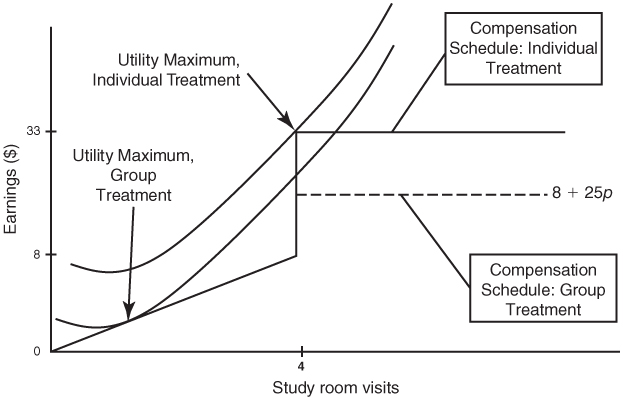 Compensation
Schedule: Individual
Treatment
Utility Maximum,
Individual Treatment
33
Utility Maximum,
Group
Treatment
Earnings ($)
8 + 25p
8
Compensation
Schedule: Group
Treatment
0
4
Study room visits